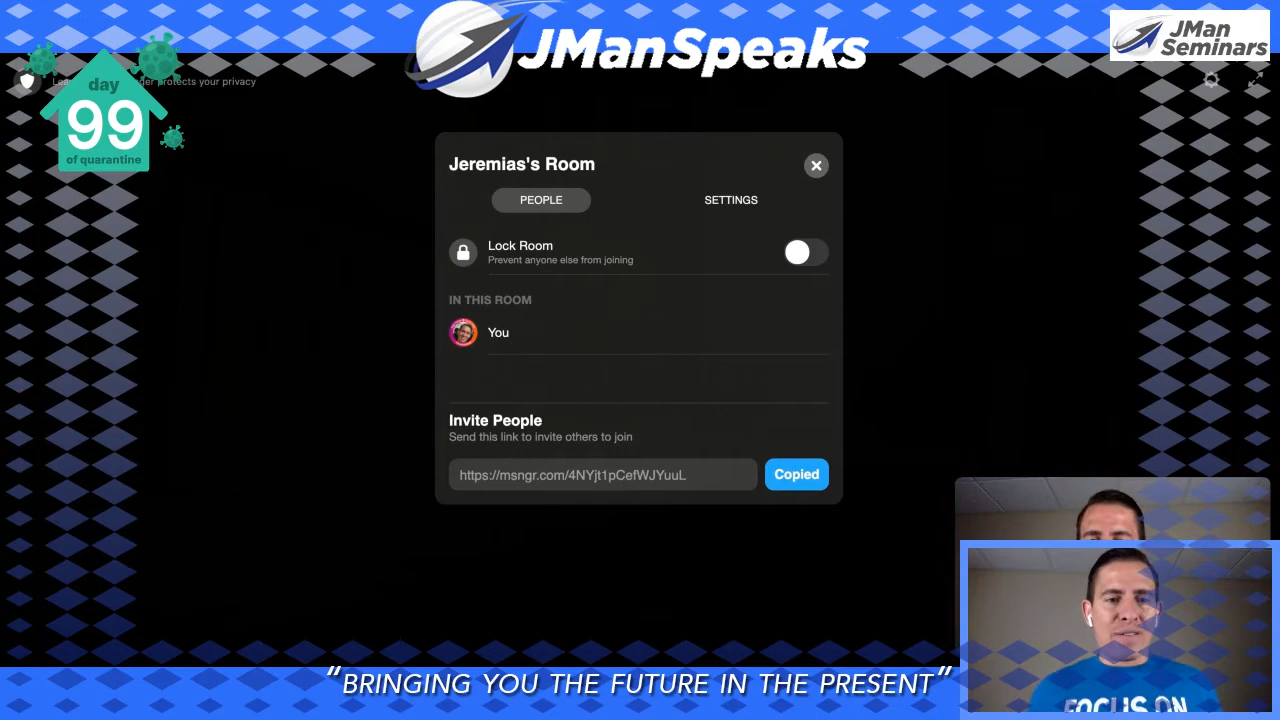 JManSpeaks
JMan
Seminars
protects your privacy
day
99
of quarantine
Jeremias's Room
PEOPLE
SETTINGS
Lock Room
Prevent anyone else from joining
IN THIS ROOM
You
Invite People
Send this link to invite others to join
https://msngr.com/4NYjt1pCefWJYuuL
Copied
"BRINGING YOU THE FUTURE IN THE PRESENT"
FOCUS ON